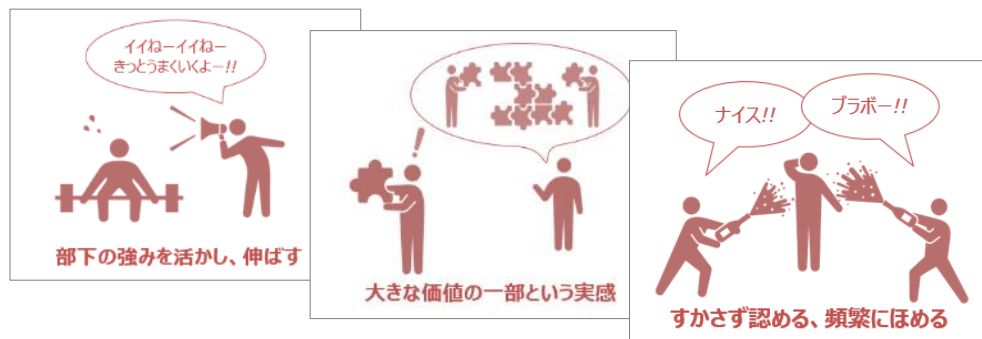 イイねーイイねー
きっとうまくいくよー!!
部下の強みを活かし、伸ばす
大きな価値の一部という実感
ナイス!!
ブラボー!!
すかさず認める、頻繁にほめる